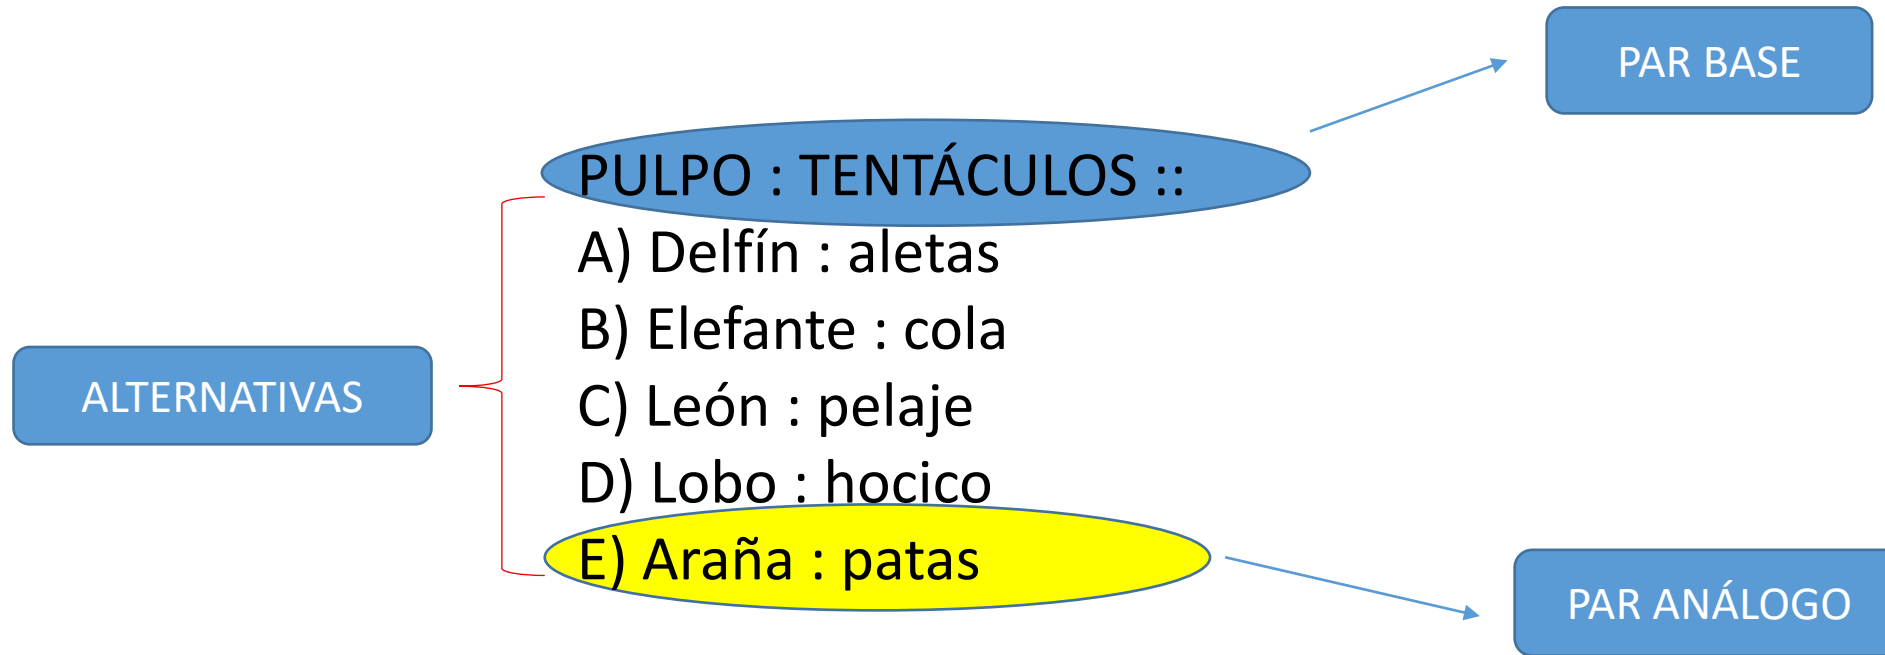 PAR BASE
PULPO : TENTÁCULOS ::
A) Delfín : aletas
B) Elefante : cola
ALTERNATIVAS
C) León : pelaje
D) Lobo : hocico
E) Araña : patas
PAR ANÁLOGO